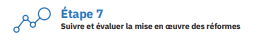 Étape 7
Suivre et évaluer la mise en œuvre des réformes